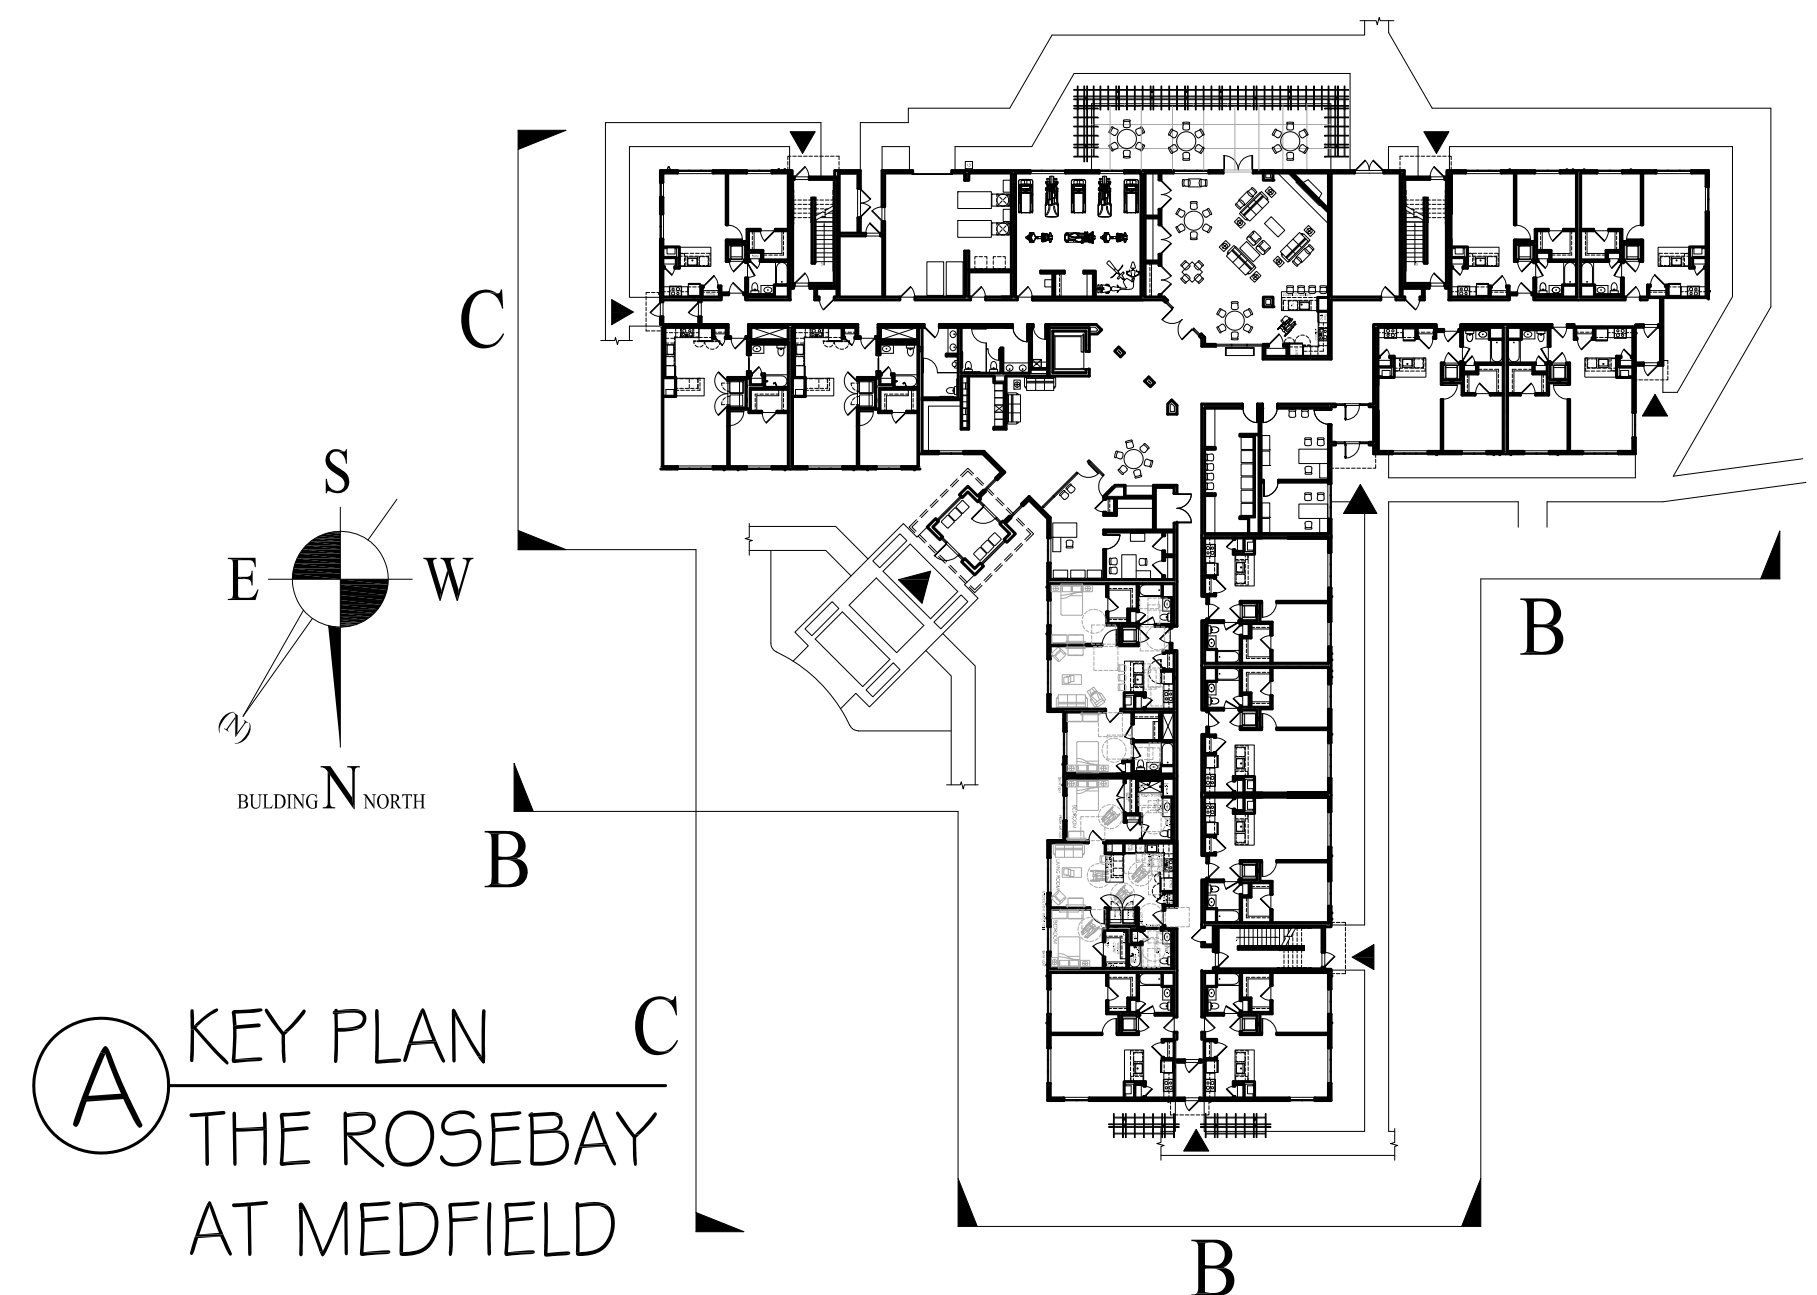 C
S
E
W
B
(N)
BULDING N NORTH
B
C
A
KEY PLAN
THE ROSEBAY
AT MEDFIELD
B